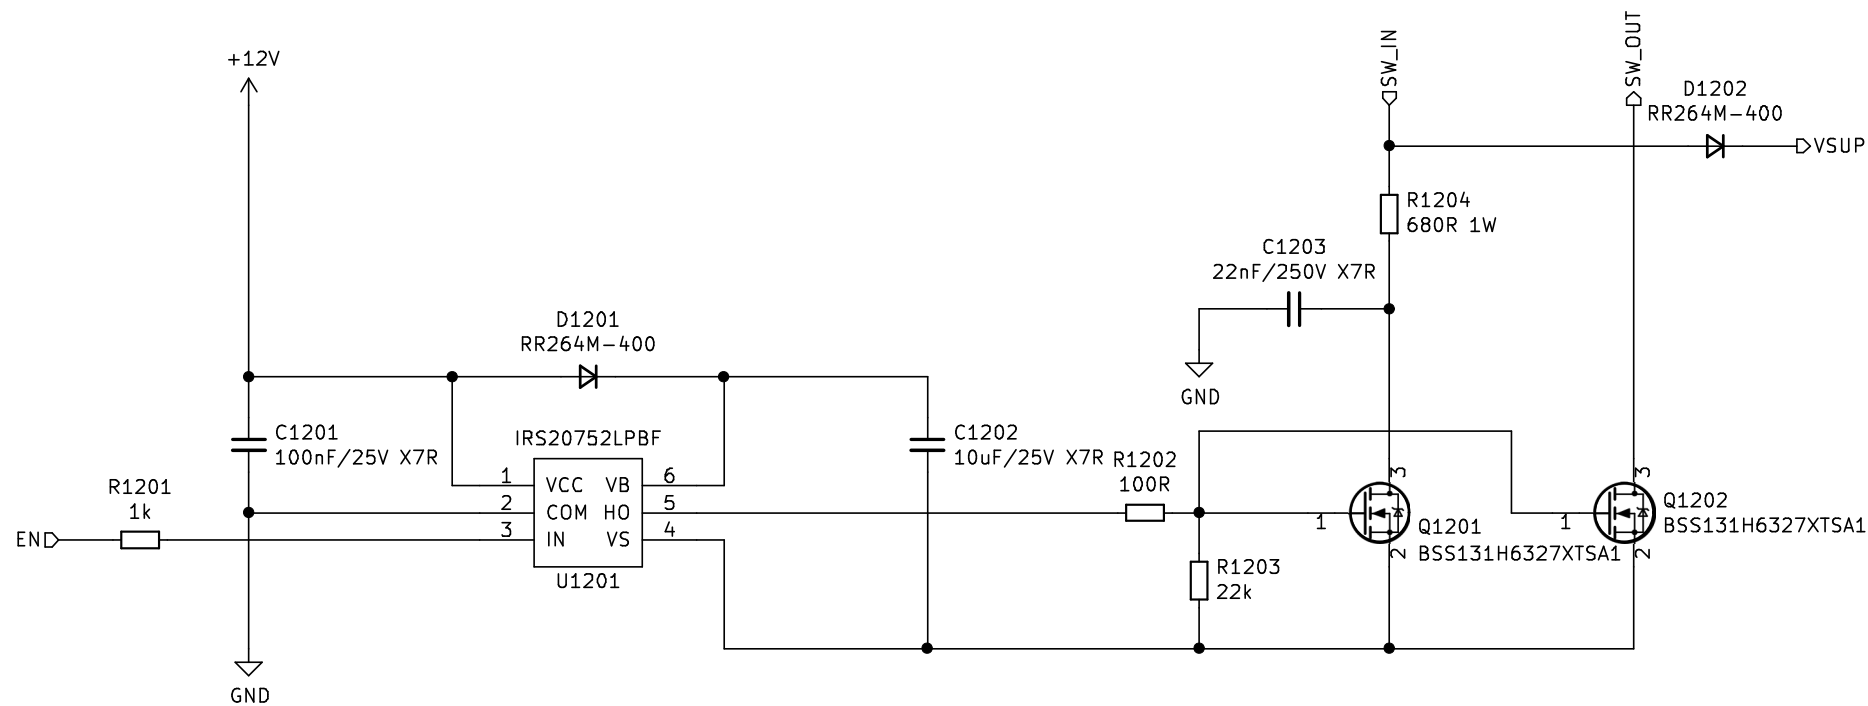 SW_IN
SW_OUT
+12V
D1202
RR264M-400
VSUP
R1204
680R 1W
C1203
22nF/250V X7R
D1201
RR264M-400
GND
C1201
100nF/25V X7R
IRS20752LPBF
C1202
10uF/25V X7R
R1202
100R
R1201
1k
EN
1
2
3
VCC
COM
IN
VB
HO
VS
6
5
4
U1201
R1203
22k
3
1
2
Q1201
BSS131H6327XTSA1
3
1
2
Q1202
BSS131H6327XTSA1
GND